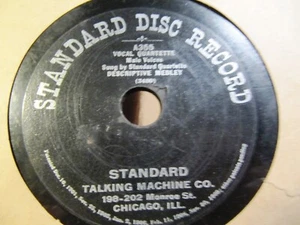 STANDARD DISC RECORD
A366
VOCAL QUARTETTE
Male Voices
Sung by Standard Quartette
DESCRIPTIVE MEDLEY
STANDARD
TALKING MACHINE CO.
198-202 Monroe St.
CHICAGO, ILL.